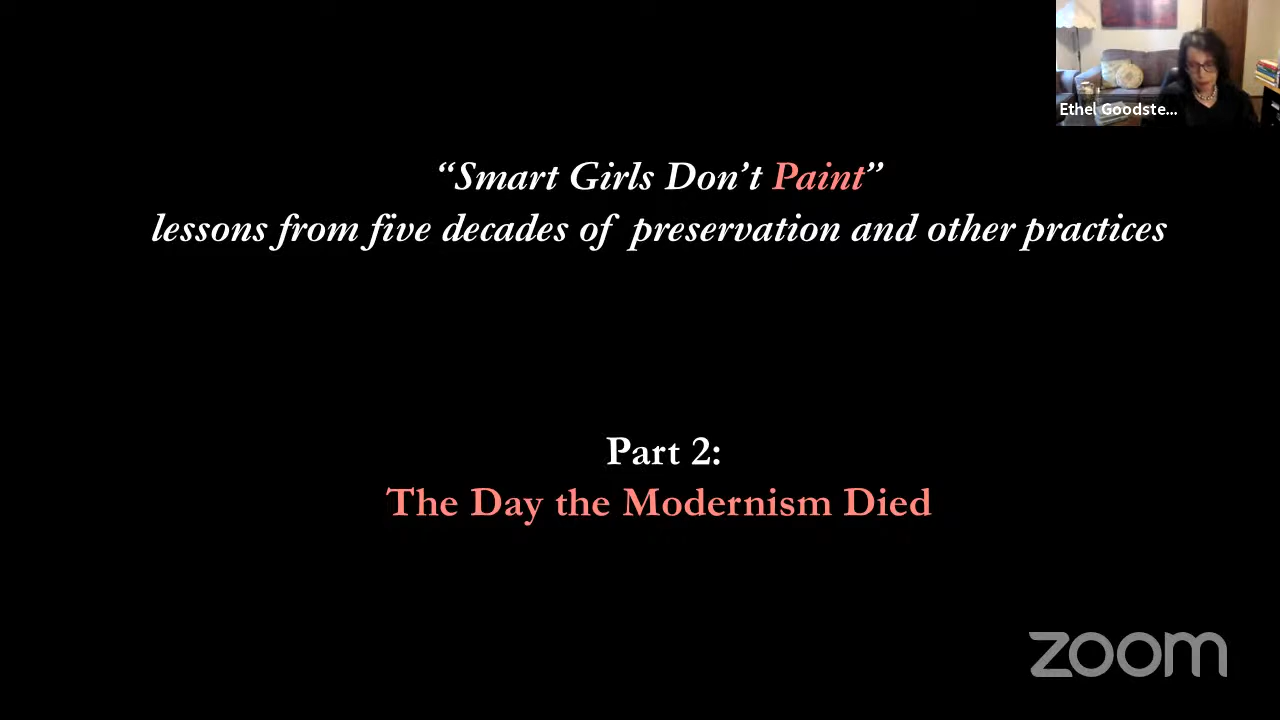 Ethel Goodste...
“Smart Girls Don’t Paint”
lessons from five decades of preservation and other practices
Part 2:
The Day the Modernism Died
zoom